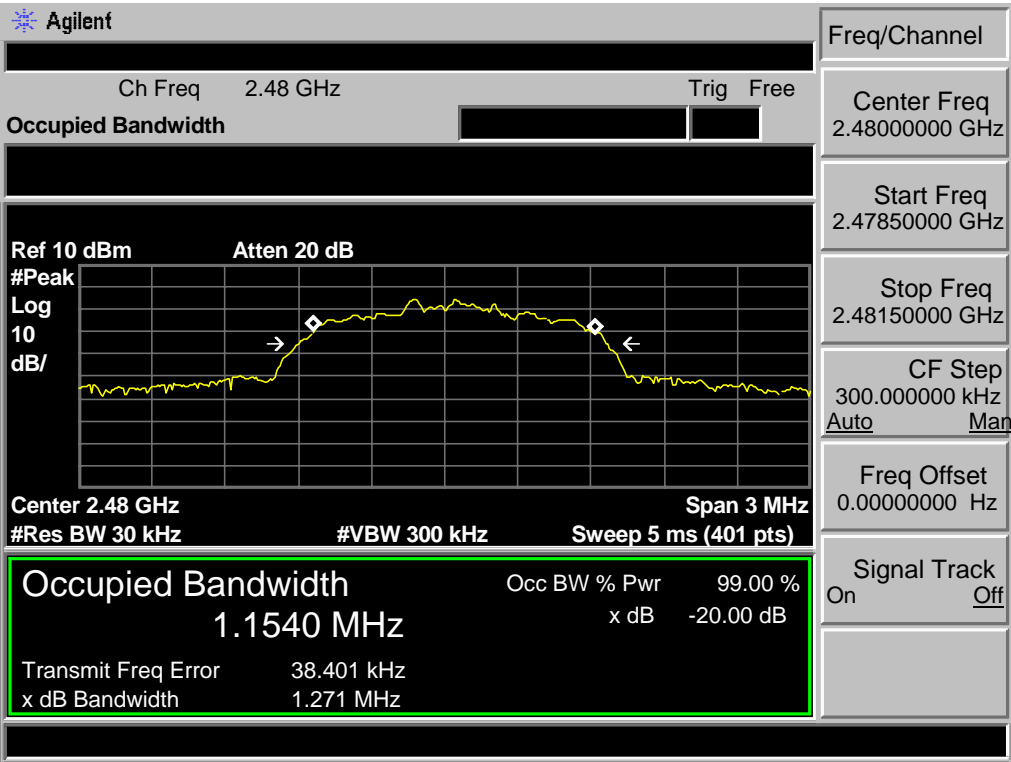 Agilent
Freq/Channel
Ch Freq 2.48 GHz Trig Free
Occupied Bandwidth
Center Freq
2.48000000 GHz
Start Freq
2.47850000 GHz
Stop Freq
2.48150000 GHz
CF Step
300.000000 kHz
Auto Man
Freq Offset
0.00000000 Hz
Signal Track
On Off
Ref 10 dBm Atten 20 dB
#Peak
Log
10
dB/
Center 2.48 GHz Span 3 MHz
#Res BW 30 kHz #VBW 300 kHz Sweep 5 ms (401 pts)
Occupied Bandwidth Occ BW % Pwr 99.00 %
1.1540 MHz x dB -20.00 dB
Transmit Freq Error 38.401 kHz
x dB Bandwidth 1.271 MHz